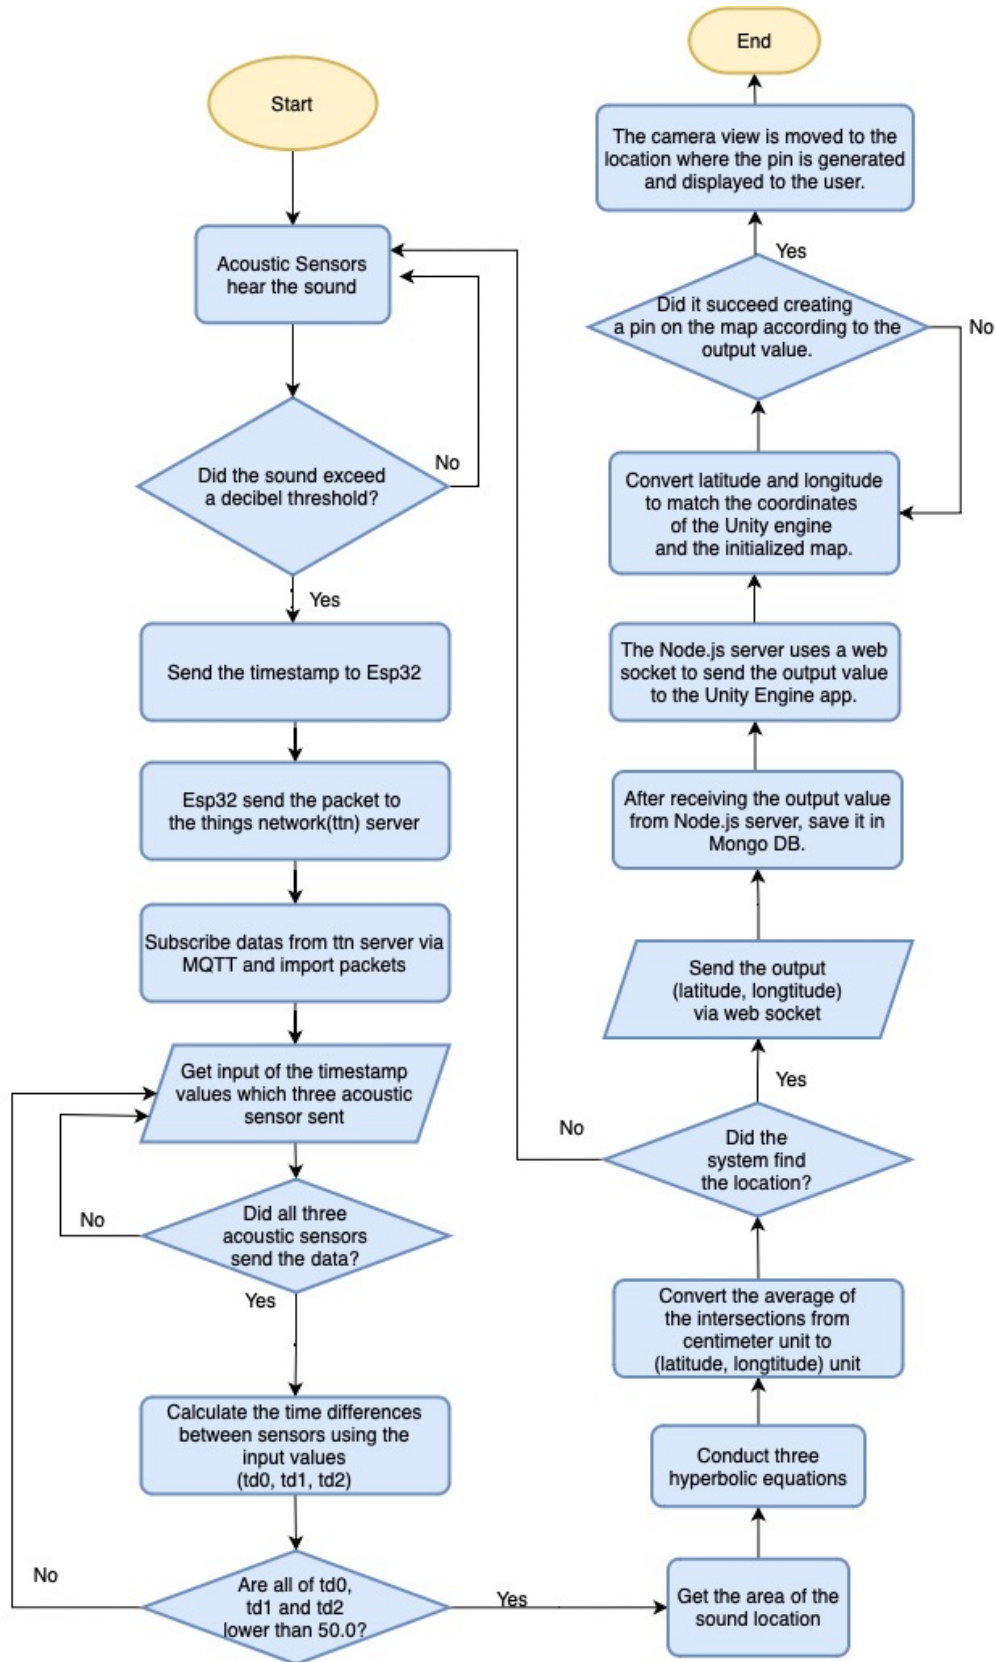 Start
Acoustic Sensors
hear the sound
Did the sound exceed
a decibel threshold?
No
Yes
Send the timestamp to Esp32
Esp32 send the packet to
the things network(ttn) server
Subscribe datas from ttn server via
MQTT and import packets
Get input of the timestamp
values which three acoustic
sensor sent
Did all three
acoustic sensors
send the data?
No
Yes
Calculate the time differences
between sensors using the
input values
(td0, td1, td2)
Are all of td0,
td1 and td2
lower than 50.0?
No
Yes
Get the area of the
sound location
Conduct three
hyperbolic equations
Convert the average of
the intersections from
centimeter unit to
(latitude, longtitude) unit
Did the
system find
the location?
No
Yes
Send the output
(latitude, longtitude)
via web socket
After receiving the output value
from Node.js server, save it in
Mongo DB.
The Node.js server uses a web
socket to send the output value
to the Unity Engine app.
Convert latitude and longitude
to match the coordinates
of the Unity engine
and the initialized map.
Did it succeed creating
a pin on the map according to the
output value.
No
Yes
The camera view is moved to the
location where the pin is generated
and displayed to the user.
End